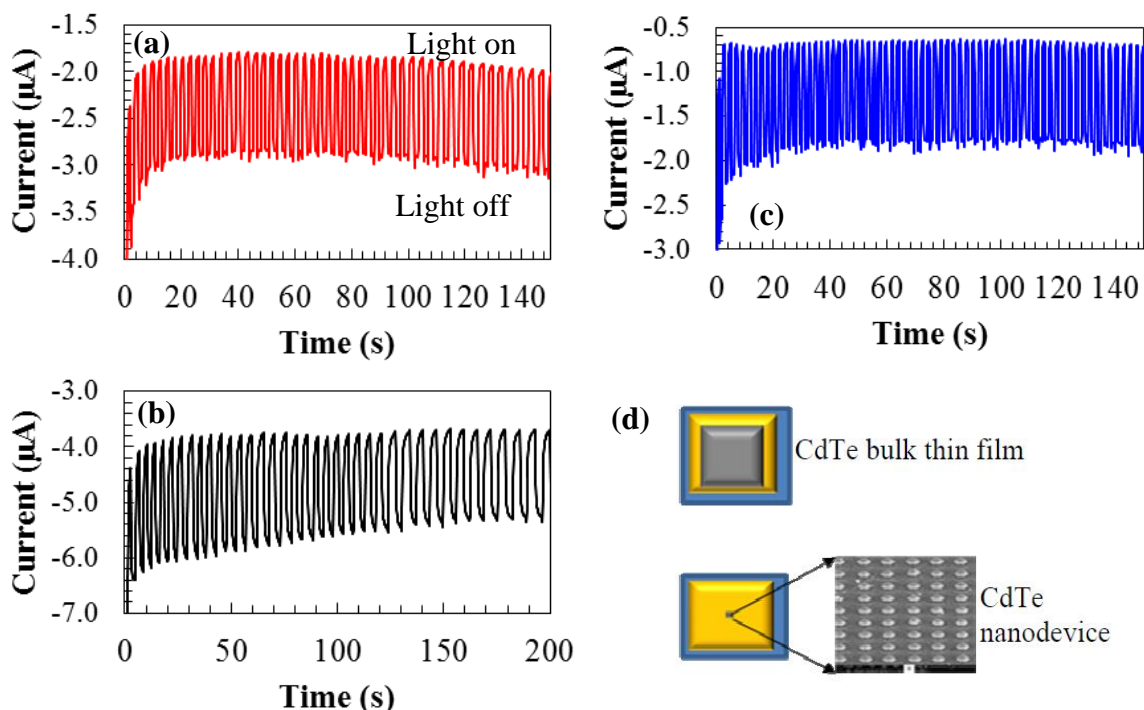 (a)
Light on
Light off
Current (µA)
-1.5
-2.0
-2.5
-3.0
-3.5
-4.0
0 20 40 60 80 100 120 140
Time (s)
(c)
Current (µA)
-0.5
-1.0
-1.5
-2.0
-2.5
-3.0
0 20 40 60 80 100 120 140
Time (s)
(b)
Current (µA)
-3.0
-4.0
-5.0
-6.0
-7.0
0 50 100 150 200
Time (s)
(d)
CdTe bulk thin film
CdTe
nanodevice